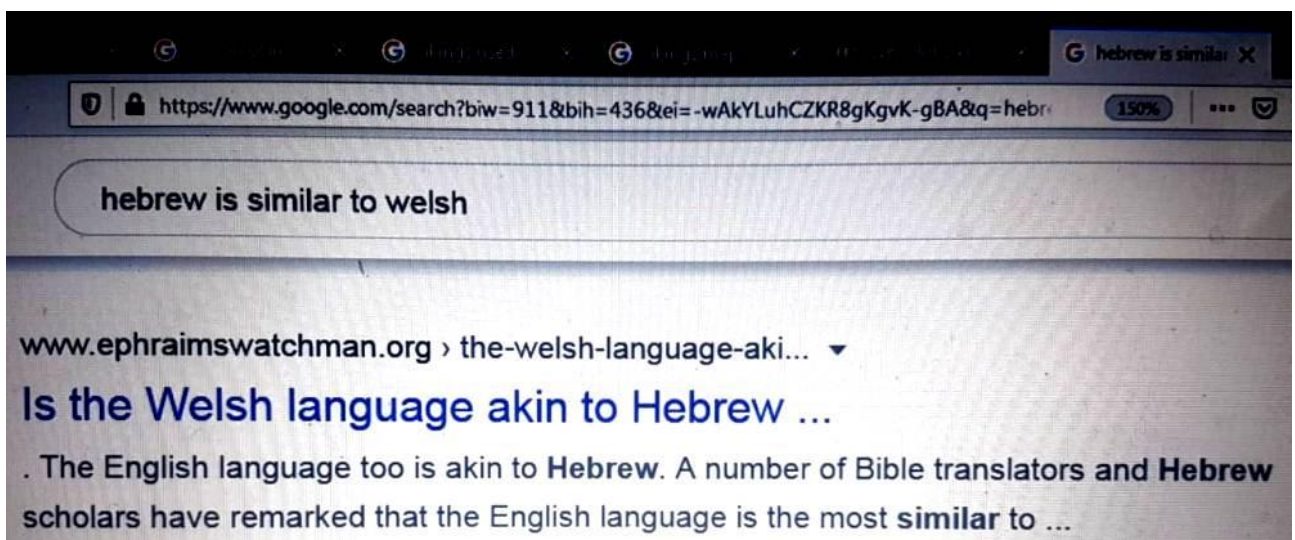 hebrew is similar
https://www.google.com/search?biw=911&bih=436&ei=-wAkYLuhCZKR8gKgvK-gBA&q=hebr
150%
hebrew is similar to welsh
www.ephraimswatchman.org › the-welsh-language-aki...
Is the Welsh language akin to Hebrew ...
. The English language too is akin to Hebrew. A number of Bible translators and Hebrew
scholars have remarked that the English language is the most similar to ...